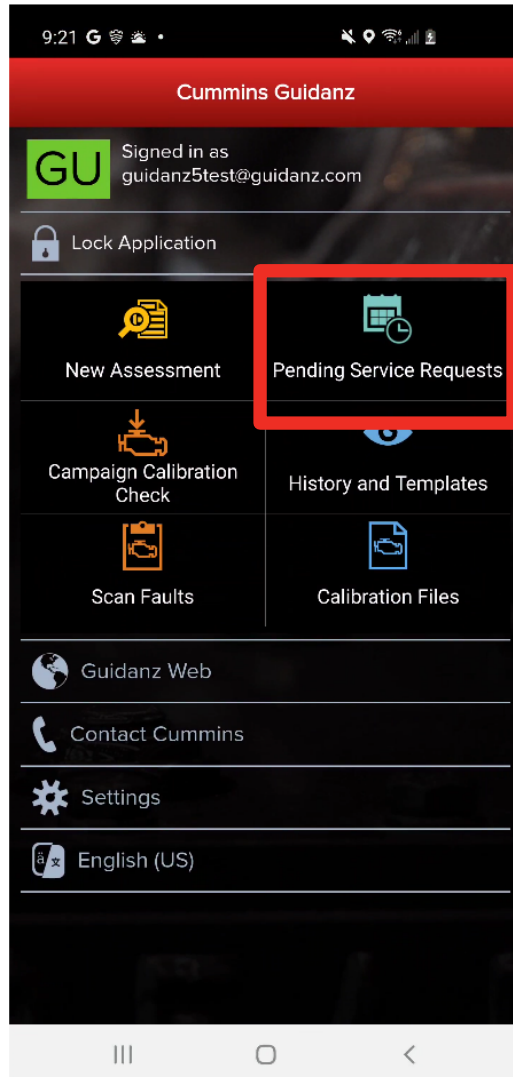 9:21 G
Cummins Guidanz
GU
Signed in as
guidanz5test@guidanz.com
Lock Application
New Assessment
Pending Service Requests
Campaign Calibration
Check
History and Templates
Scan Faults
Calibration Files
Guidanz Web
Contact Cummins
Settings
ä 文
English (US)